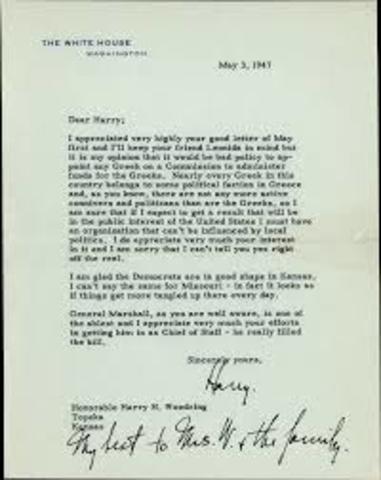 THE WHITE HOUSE
WASHINGTON
May 3, 1947
Dear Harry:
I appreciated very highly your good letter of May
first and I'll keep your friend Leonida in mind but
it is my opinion that it would be bad policy to ap-
point any Greek on a Commission to administer
funds for the Greeks. Nearly every Greek in this
country belongs to some political faction in Greece
and, as you know, there are not any more active
connivers and politicians than are the Greeks, so I
am sure that if I expect to get a result that will be
in the public interest of the United States I must have
an organization that can't be influenced by local
politics. I do appreciate very much your interest
in it and I am sorry that I can't tell you yes right
off the reel.
I am glad the Democrats are in good shape in Kansas.
I can't say the same for Missouri - in fact it looks as
if things get more tangled up there every day.
General Marshall, as you are well aware, is one of
the ablest and I appreciate very much your efforts
in getting him in as Chief of Staff - he really filled
the bill.
Sincerely yours,
Harry.
Honorable Harry H. Woodring
Topeka
Kansas
My best to Mrs. W. & the family.